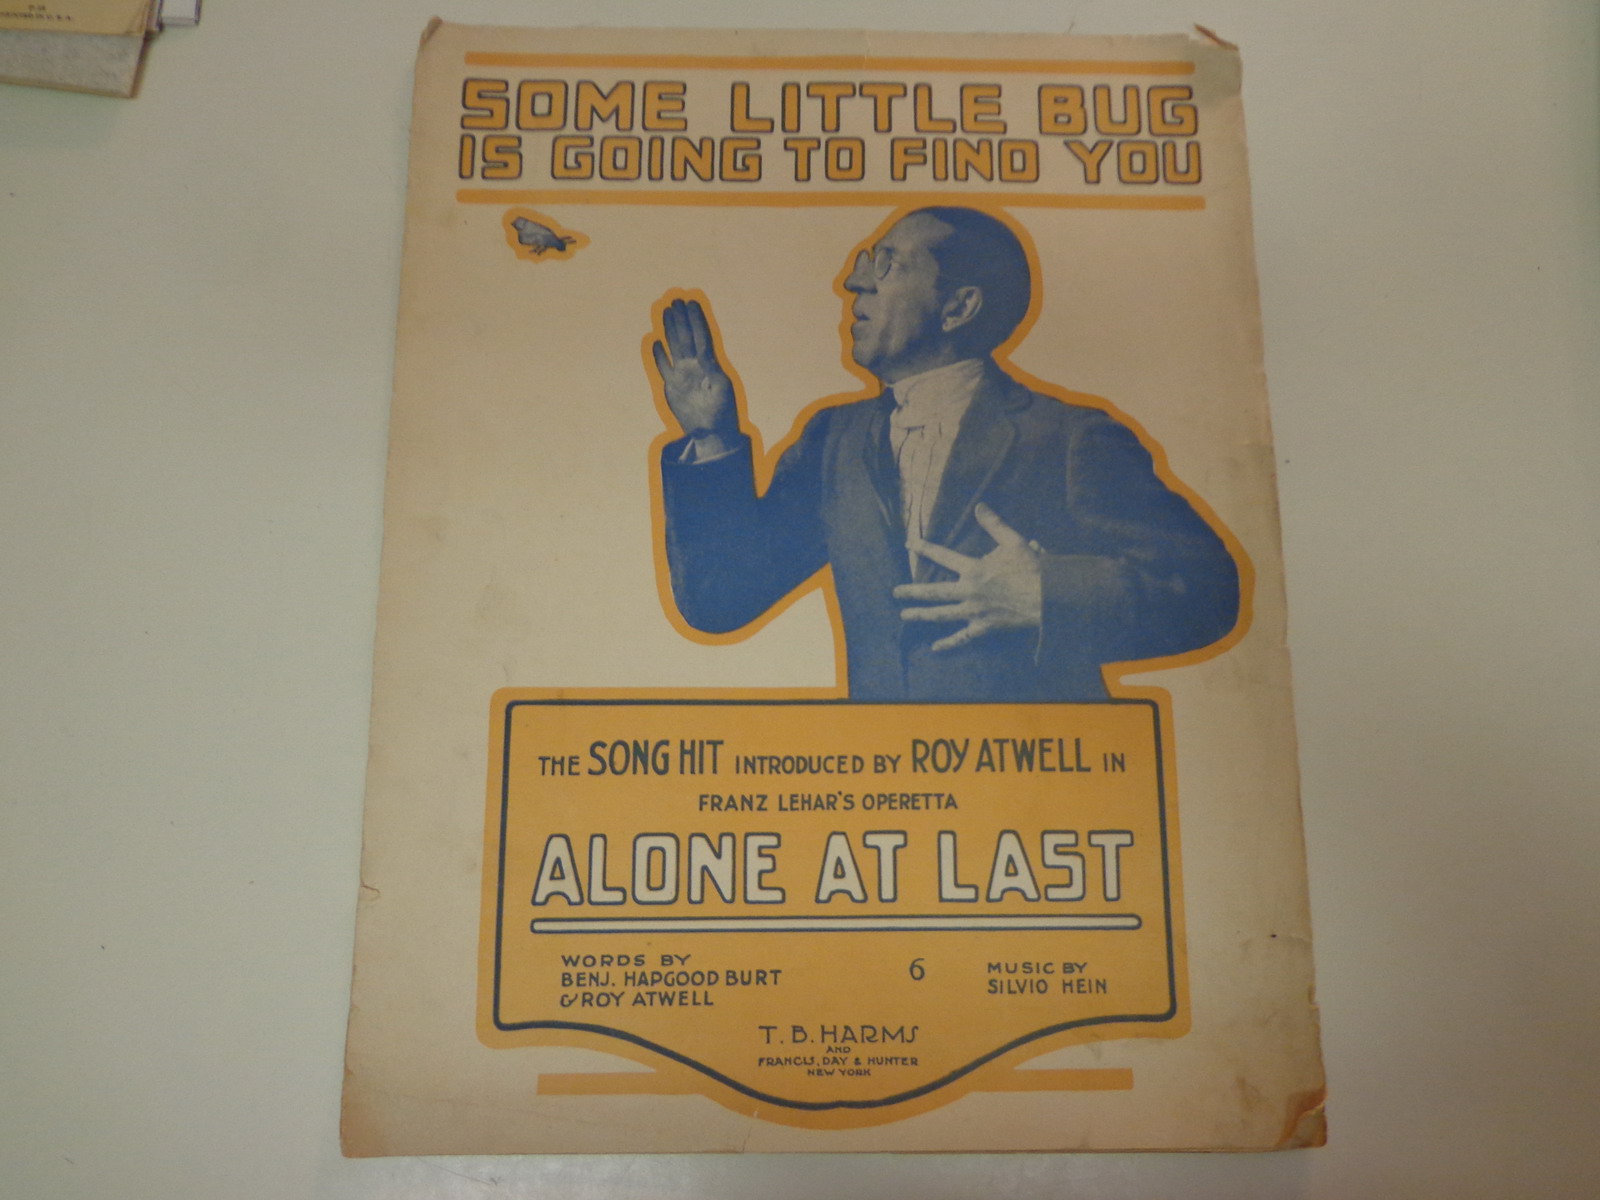 SOME LITTLE BUG
IS GOING TO FIND YOU
THE SONG HIT INTRODUCED BY ROY ATWELL IN
FRANZ LEHAR'S OPERETTA
ALONE AT LAST
WORDS BY
BENJ. HAPGOOD BURT
& ROY ATWELL
6
MUSIC BY
SILVIO HEIN
T. B. HARMS
AND
FRANCIS, DAY & HUNTER
NEW YORK